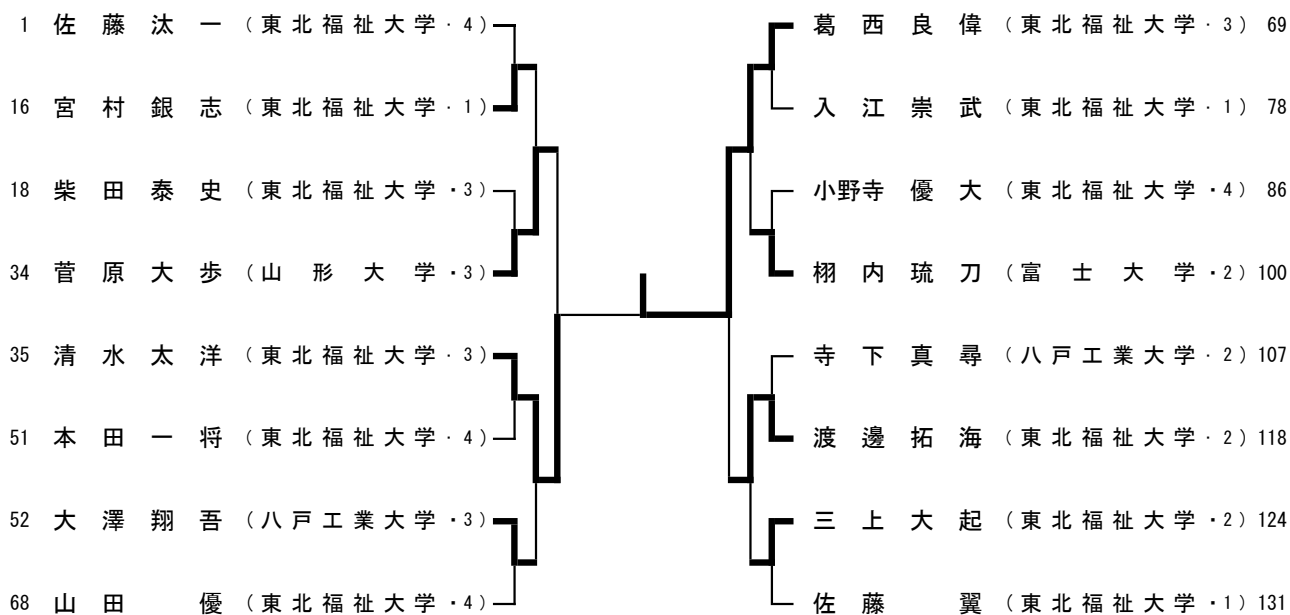 1 佐藤汰一 (東北福祉大学・4)
16 宮村銀志 (東北福祉大学・1)
18 柴田泰史 (東北福祉大学・3)
34 菅原大歩 (山形大学・3)
35 清水太洋 (東北福祉大学・3)
51 本田一将 (東北福祉大学・4)
52 大澤翔吾 (八戸工業大学・3)
68 山田優 (東北福祉大学・4)
葛西良偉 (東北福祉大学・3) 69
入江崇武 (東北福祉大学・1) 78
小野寺優大 (東北福祉大学・4) 86
栩内琉刀 (富士大学・2) 100
寺下真尋 (八戸工業大学・2) 107
渡邊拓海 (東北福祉大学・2) 118
三上大起 (東北福祉大学・2) 124
佐藤翼 (東北福祉大学・1) 131